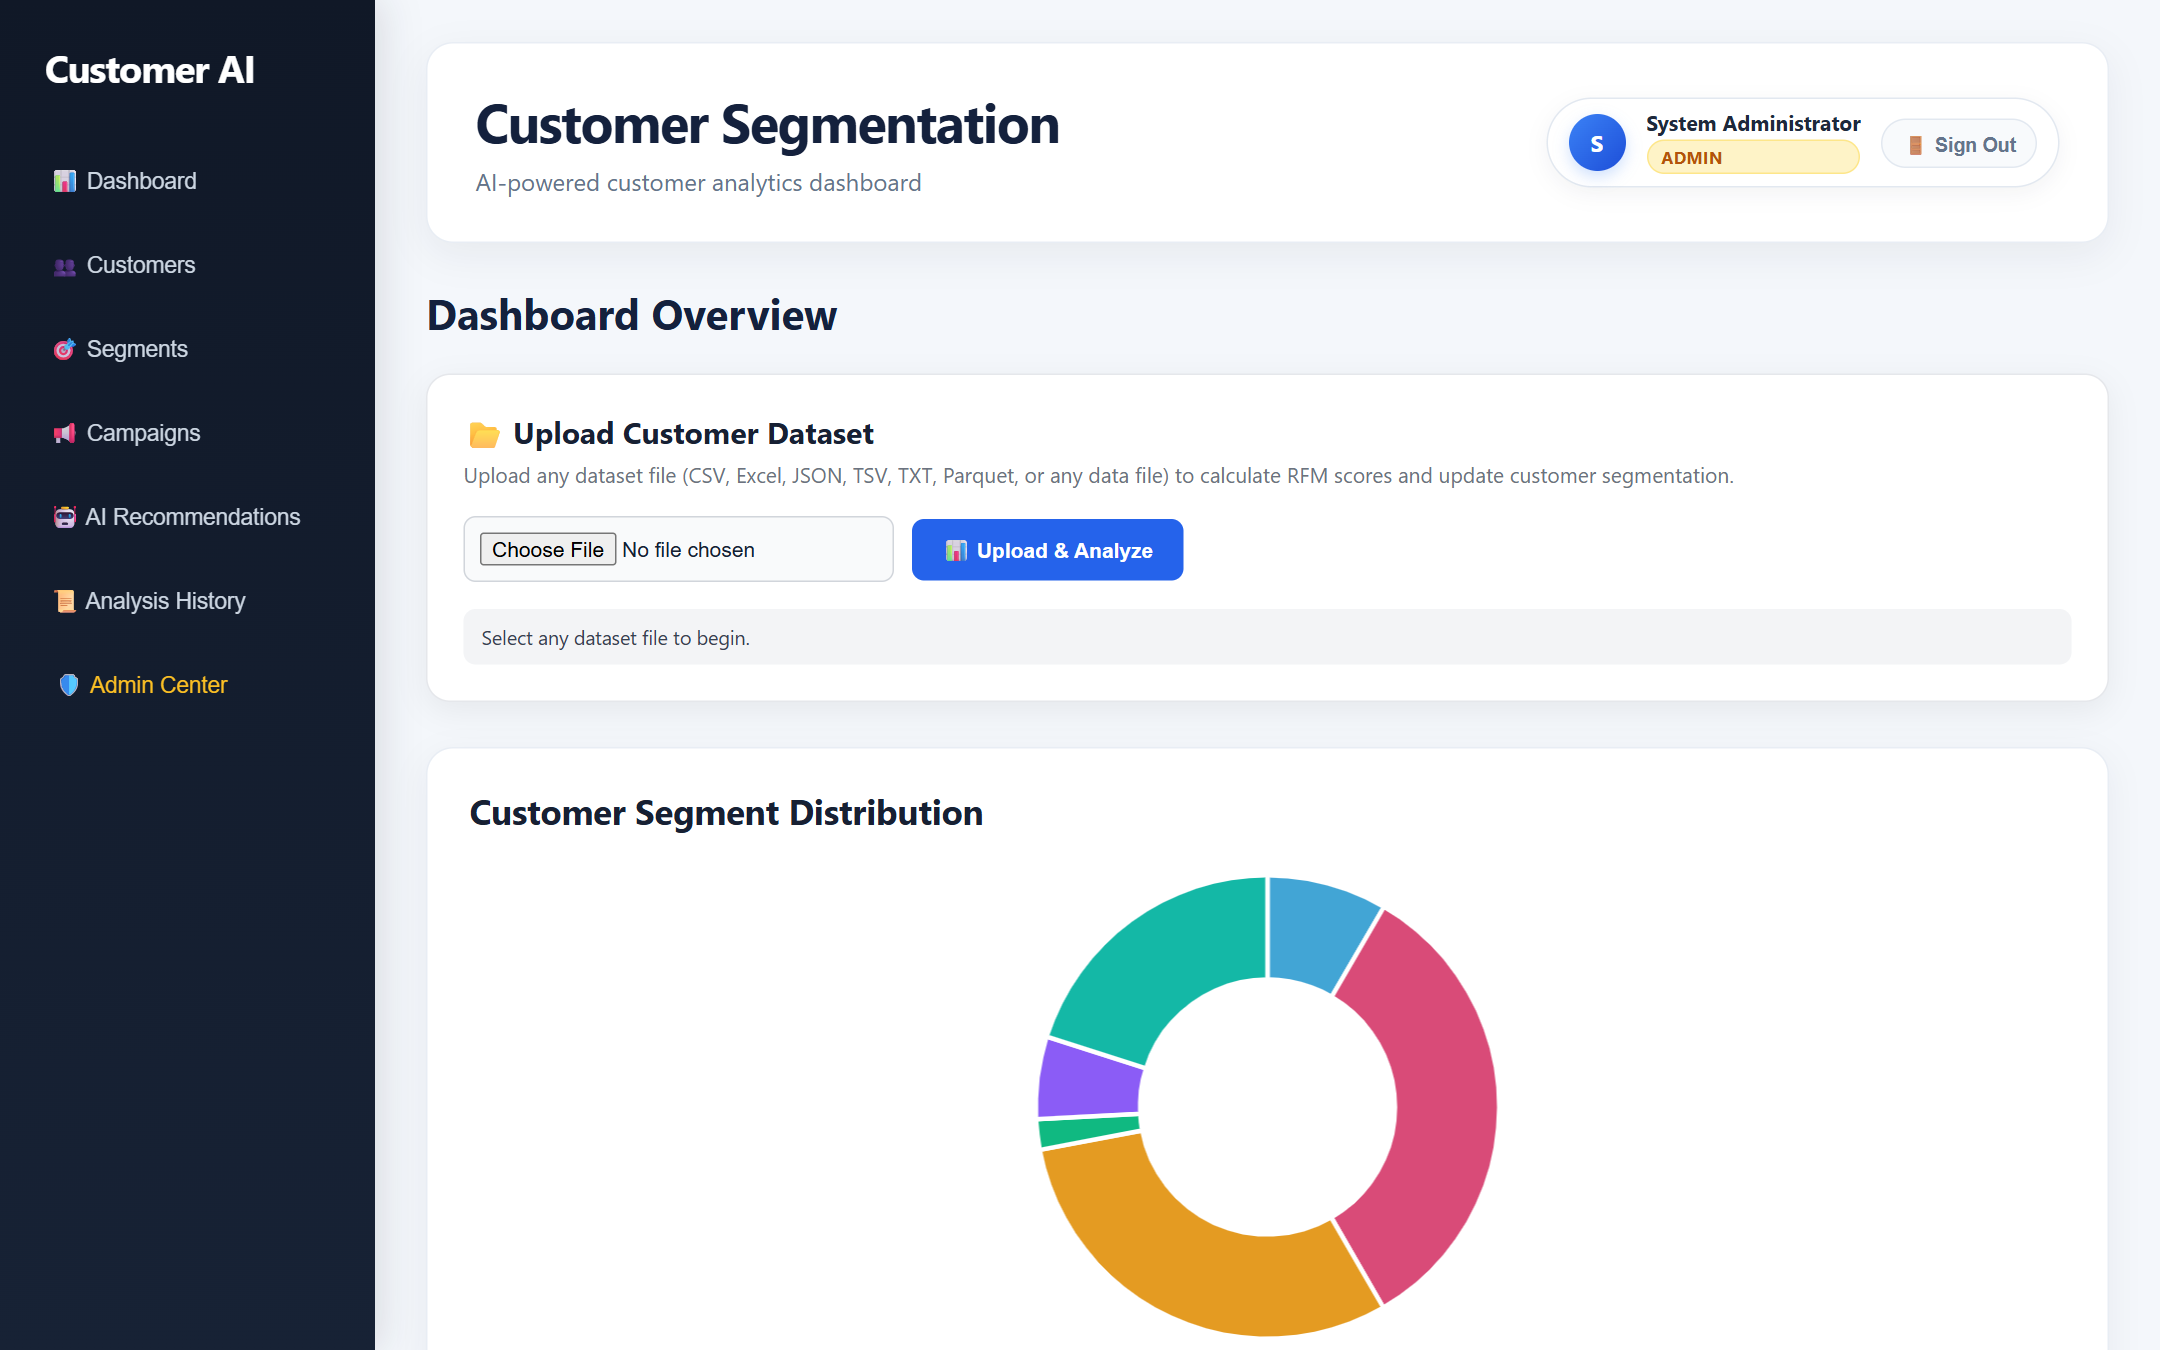 Customer AI
Dashboard
Customers
Segments
Campaigns
AI Recommendations
Analysis History
Admin Center
Customer Segmentation
AI-powered customer analytics dashboard
S
System Administrator
ADMIN
Sign Out
Dashboard Overview
Upload Customer Dataset
Upload any dataset file (CSV, Excel, JSON, TSV, TXT, Parquet, or any data file) to calculate RFM scores and update customer segmentation.
Choose File No file chosen
Upload & Analyze
Select any dataset file to begin.
Customer Segment Distribution